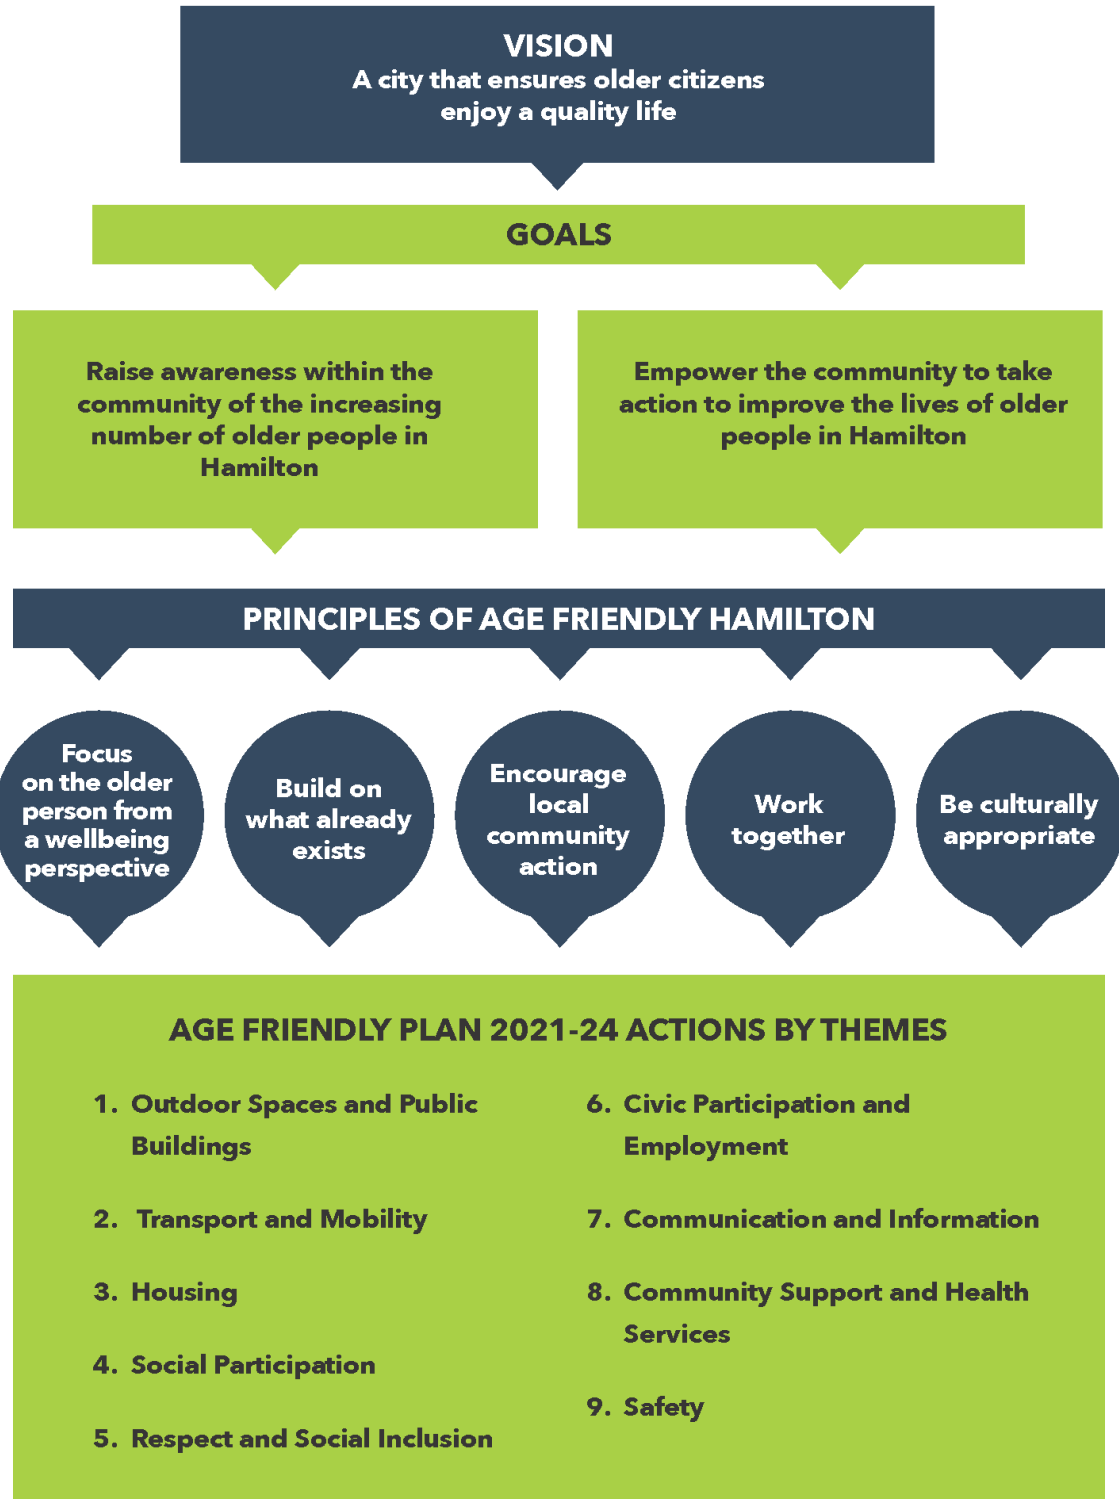 VISION
A city that ensures older citizens
enjoy a quality life
GOALS
Raise awareness within the
community of the increasing
number of older people in
Hamilton
Empower the community to take
action to improve the lives of older
people in Hamilton
PRINCIPLES OF AGE FRIENDLY HAMILTON
Focus
on the older
person from
a wellbeing
perspective
Build on
what already
exists
Encourage
local
community
action
Work
together
Be culturally
appropriate
AGE FRIENDLY PLAN 2021-24 ACTIONS BY THEMES
1. Outdoor Spaces and Public
Buildings
2. Transport and Mobility
3. Housing
4. Social Participation
5. Respect and Social Inclusion
6. Civic Participation and
Employment
7. Communication and Information
8. Community Support and Health
Services
9. Safety